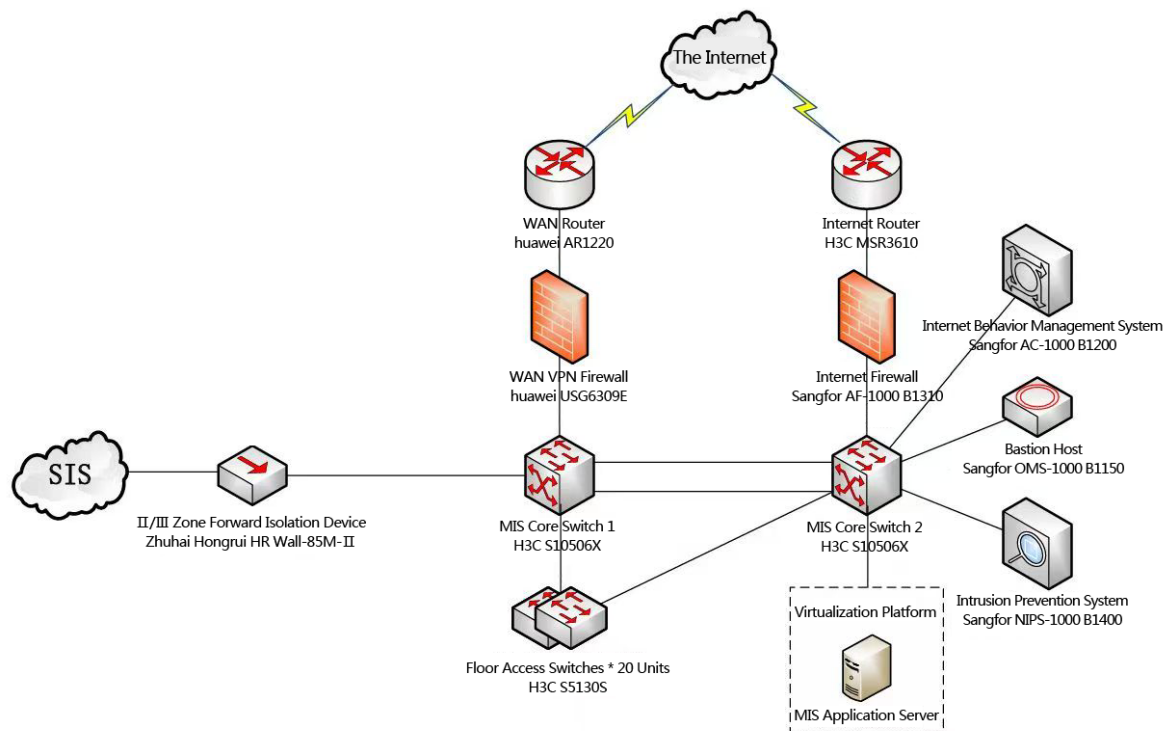 The Internet
WAN Router
huawei AR1220
Internet Router
H3C MSR3610
Internet Behavior Management System
Sangfor AC-1000 B1200
WAN VPN Firewall
huawei USG6309E
Internet Firewall
Sangfor AF-1000 B1310
Bastion Host
Sangfor OMS-1000 B1150
SIS
II/III Zone Forward Isolation Device
Zhuhai Hongrui HR Wall-85M-II
MIS Core Switch 1
H3C S10506X
MIS Core Switch 2
H3C S10506X
Intrusion Prevention System
Sangfor NIPS-1000 B1400
Virtualization Platform
Floor Access Switches * 20 Units
H3C S5130S
MIS Application Server